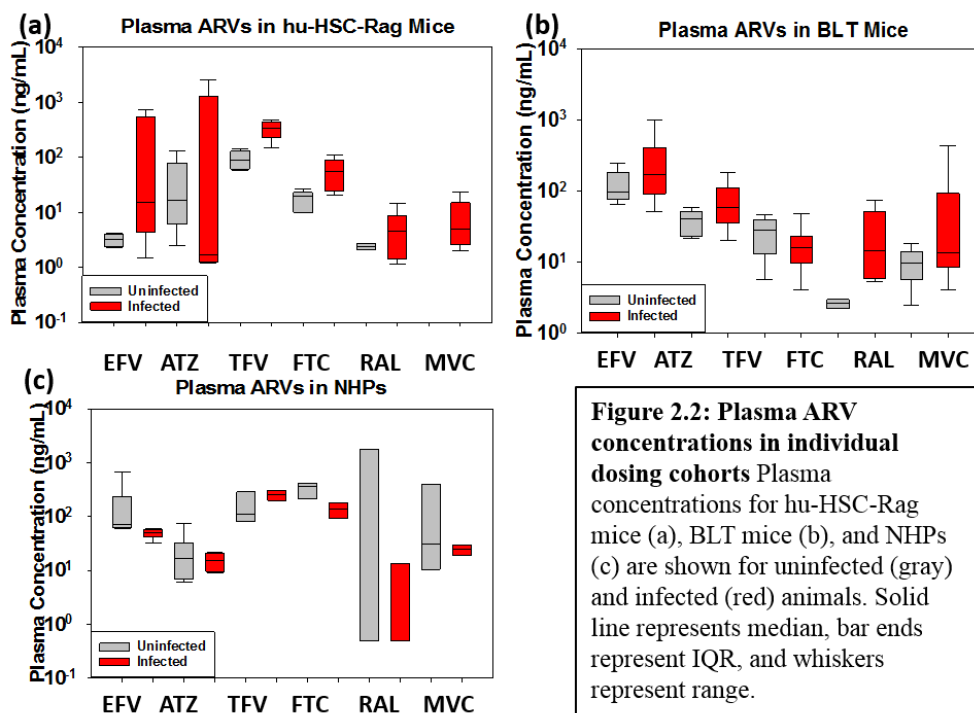 (a)
Plasma ARVs in hu-HSC-Rag Mice
Plasma Concentration (ng/mL)
10^4
10^3
10^2
10^1
10^0
10^-1
Uninfected
Infected
EFV ATZ TFV FTC RAL MVC
(b)
Plasma ARVs in BLT Mice
Plasma Concentration (ng/mL)
10^4
10^3
10^2
10^1
10^0
Uninfected
Infected
EFV ATZ TFV FTC RAL MVC
(c)
Plasma ARVs in NHPs
Plasma Concentration (ng/mL)
10^4
10^3
10^2
10^1
10^0
10^-1
Uninfected
Infected
EFV ATZ TFV FTC RAL MVC
Figure 2.2: Plasma ARV
concentrations in individual
dosing cohorts Plasma
concentrations for hu-HSC-Rag
mice (a), BLT mice (b), and NHPs
(c) are shown for uninfected (gray)
and infected (red) animals. Solid
line represents median, bar ends
represent IQR, and whiskers
represent range.